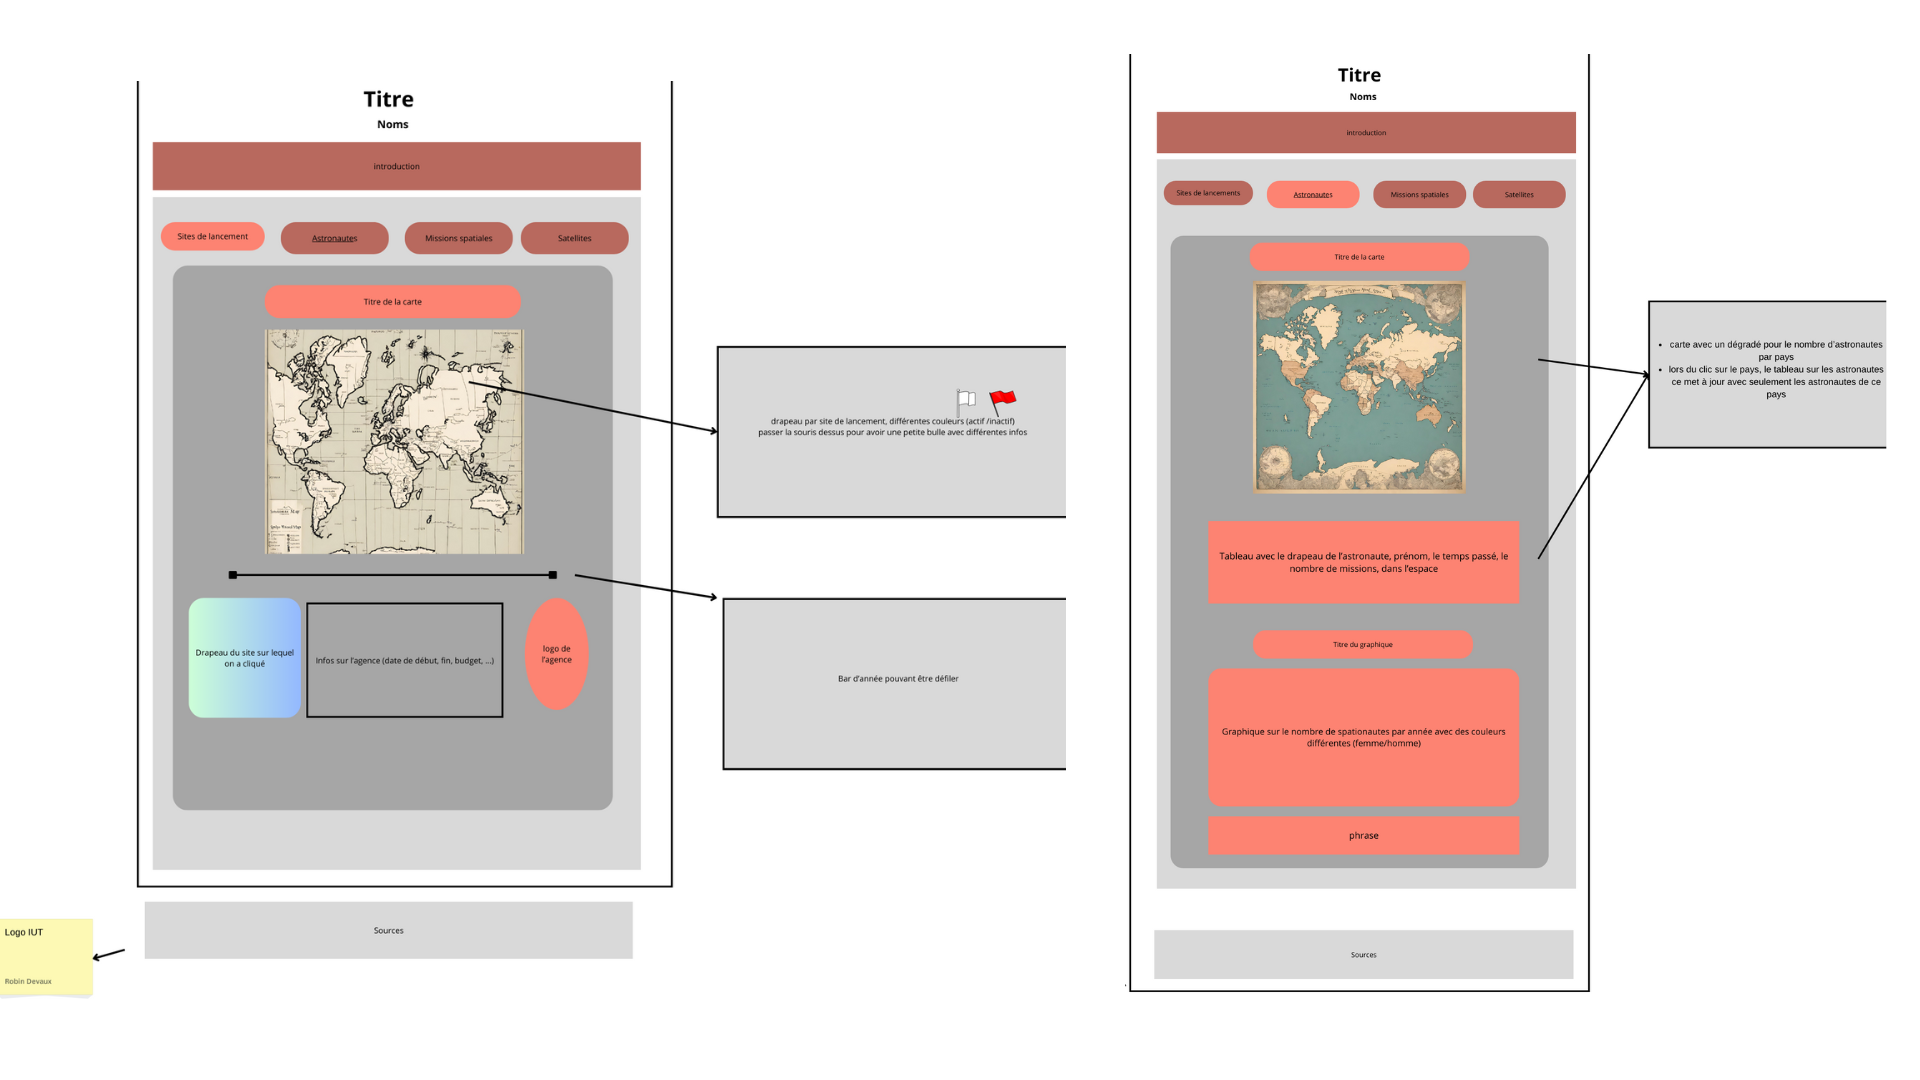 Titre
Noms
introduction
Sites de lancement
Astronautes
Missions spatiales
Satellites
Titre de la carte
drapeau par site de lancement, différentes couleurs (actif /inactif)
passer la souris dessus pour avoir une petite bulle avec différentes infos
Drapeau du site sur lequel
on a cliqué
Infos sur l'agence (date de début, fin, budget, ...)
logo de
l'agence
Bar d'année pouvant être défiler
Sources
Logo IUT
Robin Devaux
Titre
Noms
introduction
Sites de lancements
Astronautes
Missions spatiales
Satellites
Titre de la carte
• carte avec un dégradé pour le nombre d'astronautes
par pays
• lors du clic sur le pays, le tableau sur les astronautes
ce met à jour avec seulement les astronautes de ce
pays
Tableau avec le drapeau de l'astronaute, prénom, le temps passé, le
nombre de missions, dans l'espace
Titre du graphique
Graphique sur le nombre de spationautes par année avec des couleurs
différentes (femme/homme)
phrase
Sources